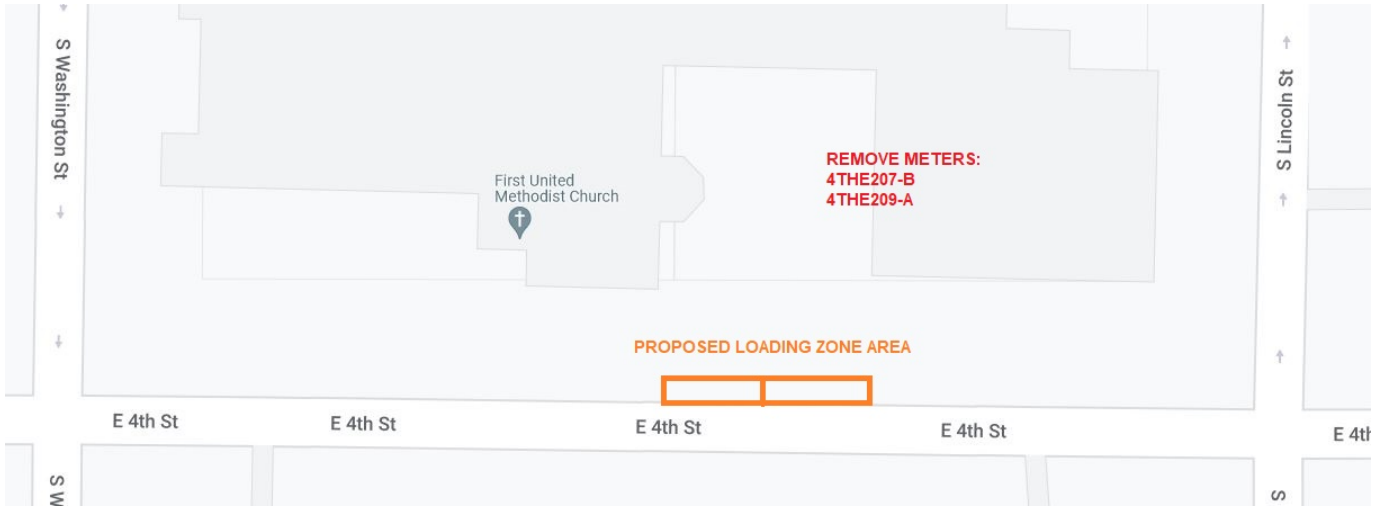 S Washington St
S Lincoln St
First United
Methodist Church
REMOVE METERS:
4THE207-B
4THE209-A
PROPOSED LOADING ZONE AREA
E 4th St
E 4th St
E 4th St
E 4th St
E 4th
S W
S